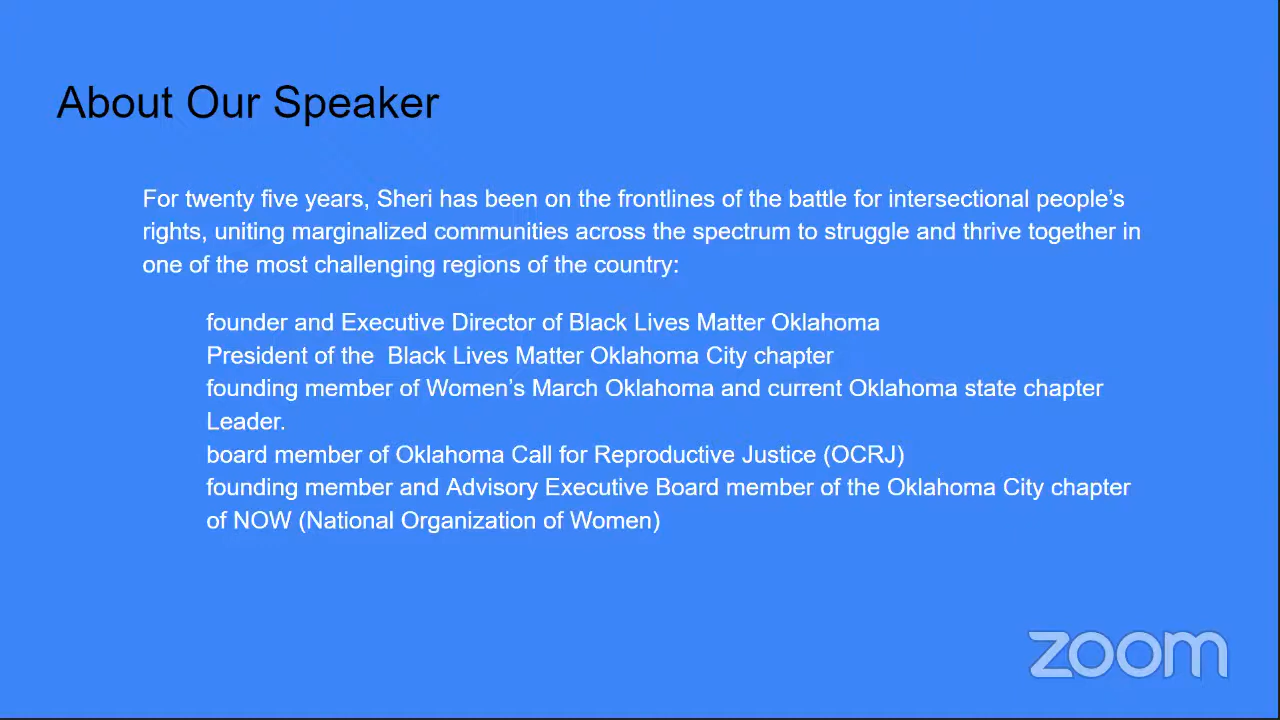 About Our Speaker
For twenty five years, Sheri has been on the frontlines of the battle for intersectional people’s
rights, uniting marginalized communities across the spectrum to struggle and thrive together in
one of the most challenging regions of the country:
founder and Executive Director of Black Lives Matter Oklahoma
President of the  Black Lives Matter Oklahoma City chapter
founding member of Women’s March Oklahoma and current Oklahoma state chapter
Leader.
board member of Oklahoma Call for Reproductive Justice (OCRJ)
founding member and Advisory Executive Board member of the Oklahoma City chapter
of NOW (National Organization of Women)
zoom